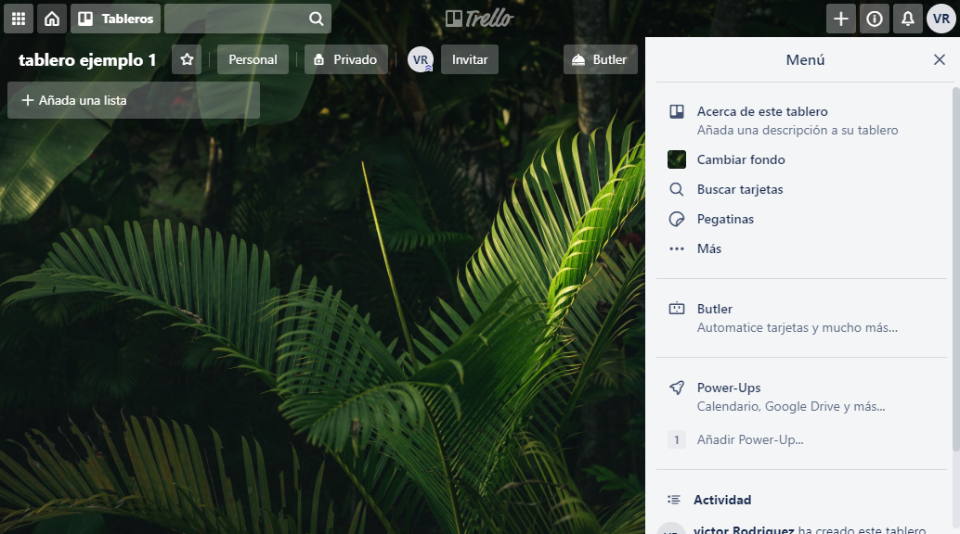 Tableros
Trello
VR
tablero ejemplo 1
Personal
Privado
VR
Invitar
Butler
Añada una lista
Menú
Acerca de este tablero
Añada una descripción a su tablero
Cambiar fondo
Buscar tarjetas
Pegatinas
Más
Butler
Automatice tarjetas y mucho más...
Power-Ups
Calendario, Google Drive y más...
1 Añadir Power-Up...
Actividad
victor Rodriguez ha creado este tablero